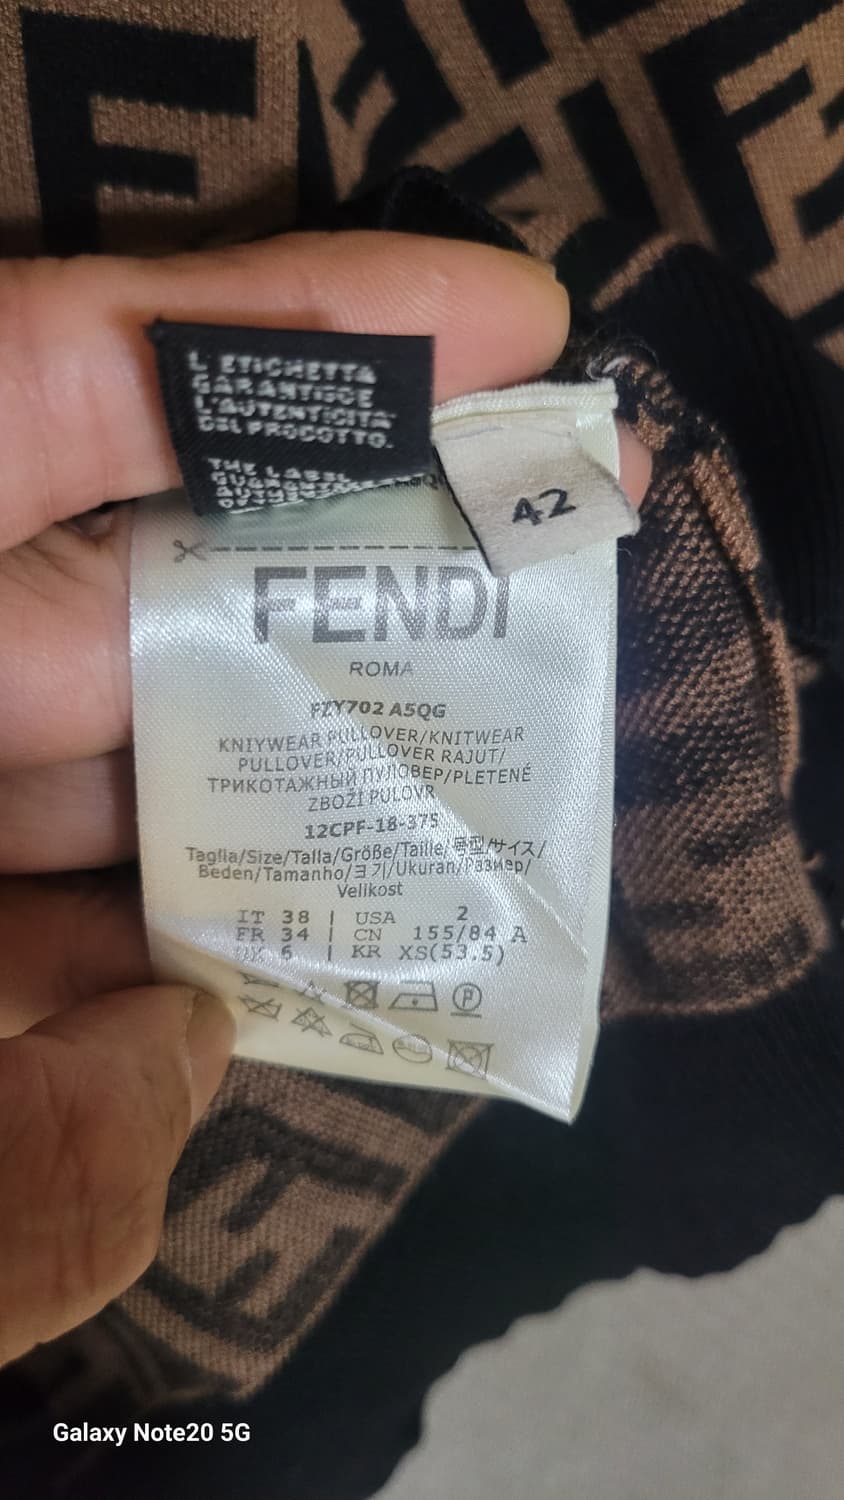 L'ETICHETTA
GARANTISCE
L'AUTENTICITA'
DEL PRODOTTO.
THE LABEL
42
FENDI
ROMA
FZY702 A5QG
KNIYWEAR PULLOVER/KNITWEAR
PULLOVER/PULLOVER RAJUT/
ТРИКОТАЖНЫЙ ПУЛОВЕР/PLETENÉ
ZBOŽÍ PULOVR
12CPF-18-375
Taglia/Size/Talla/Größe/Taille/号型/サイズ/
Beden/Tamanho/크기/Ukuran/Размер/
Velikost
IT 38 | USA 2
FR 34 | CN 155/84 A
UK 6 | KR XS(53.5)
P
Galaxy Note20 5G